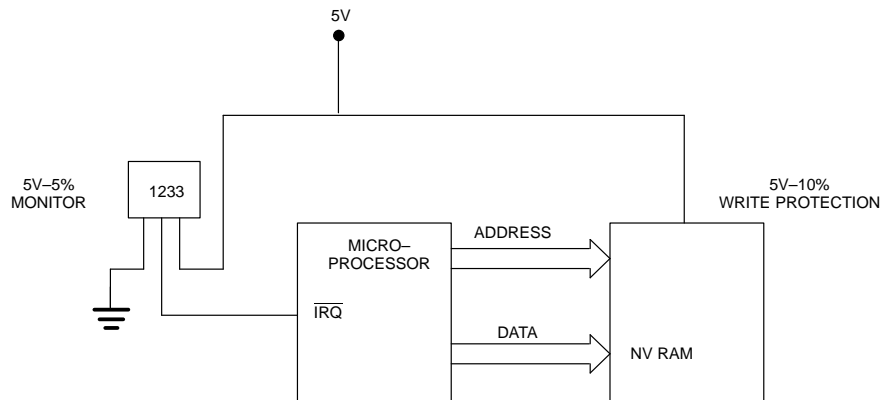 5V
5V–5%
MONITOR
1233
5V–10%
WRITE PROTECTION
MICRO–
PROCESSOR
ADDRESS
IRQ
DATA
NV RAM